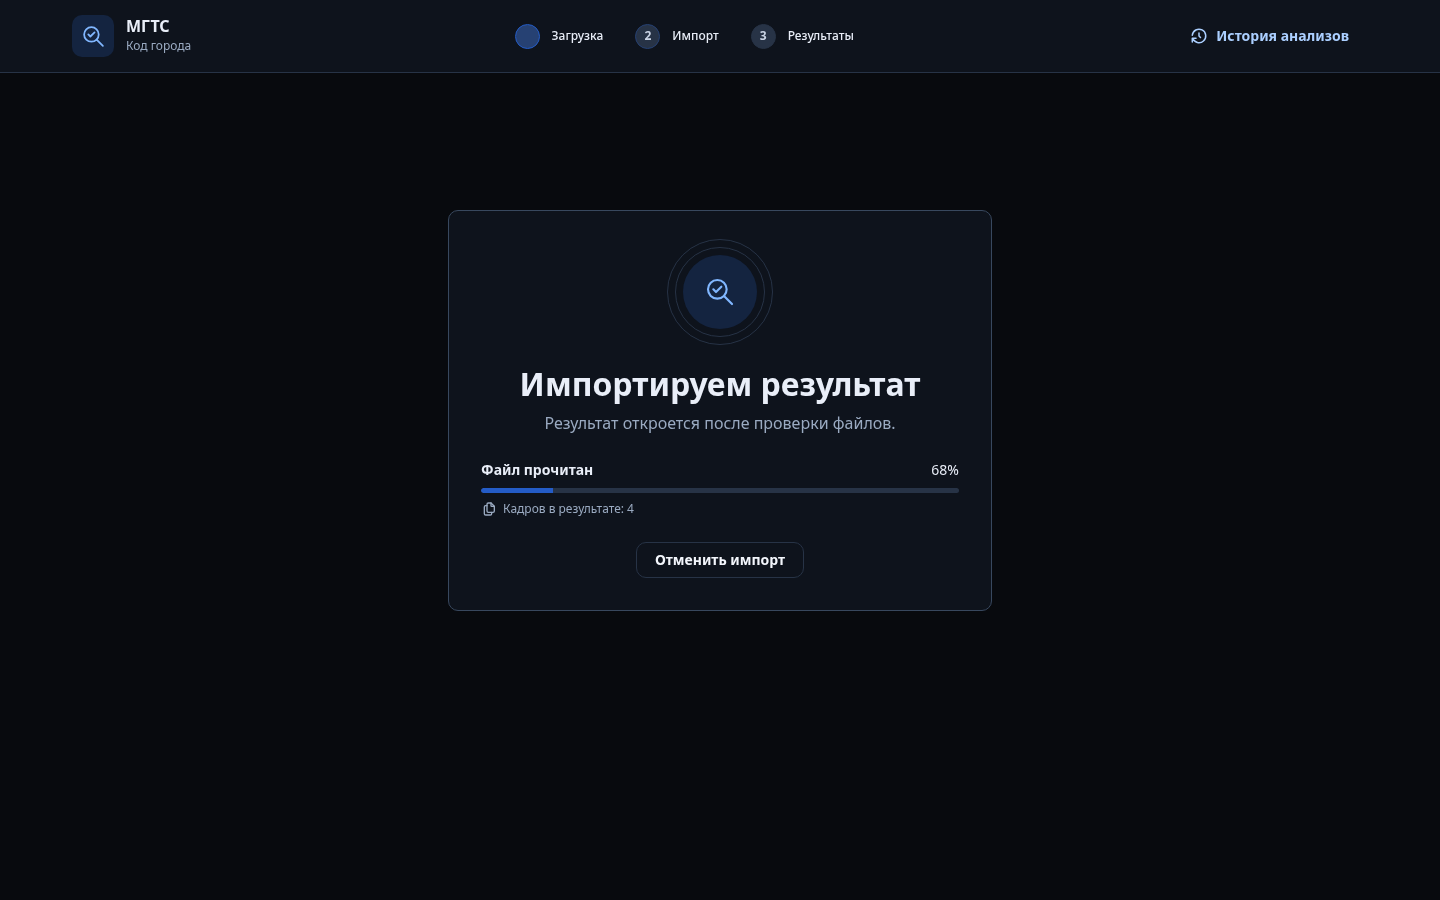 МГТС
Код города
Загрузка
2 Импорт
3 Результаты
История анализов
Импортируем результат
Результат откроется после проверки файлов.
Файл прочитан 68%
Кадров в результате: 4
Отменить импорт